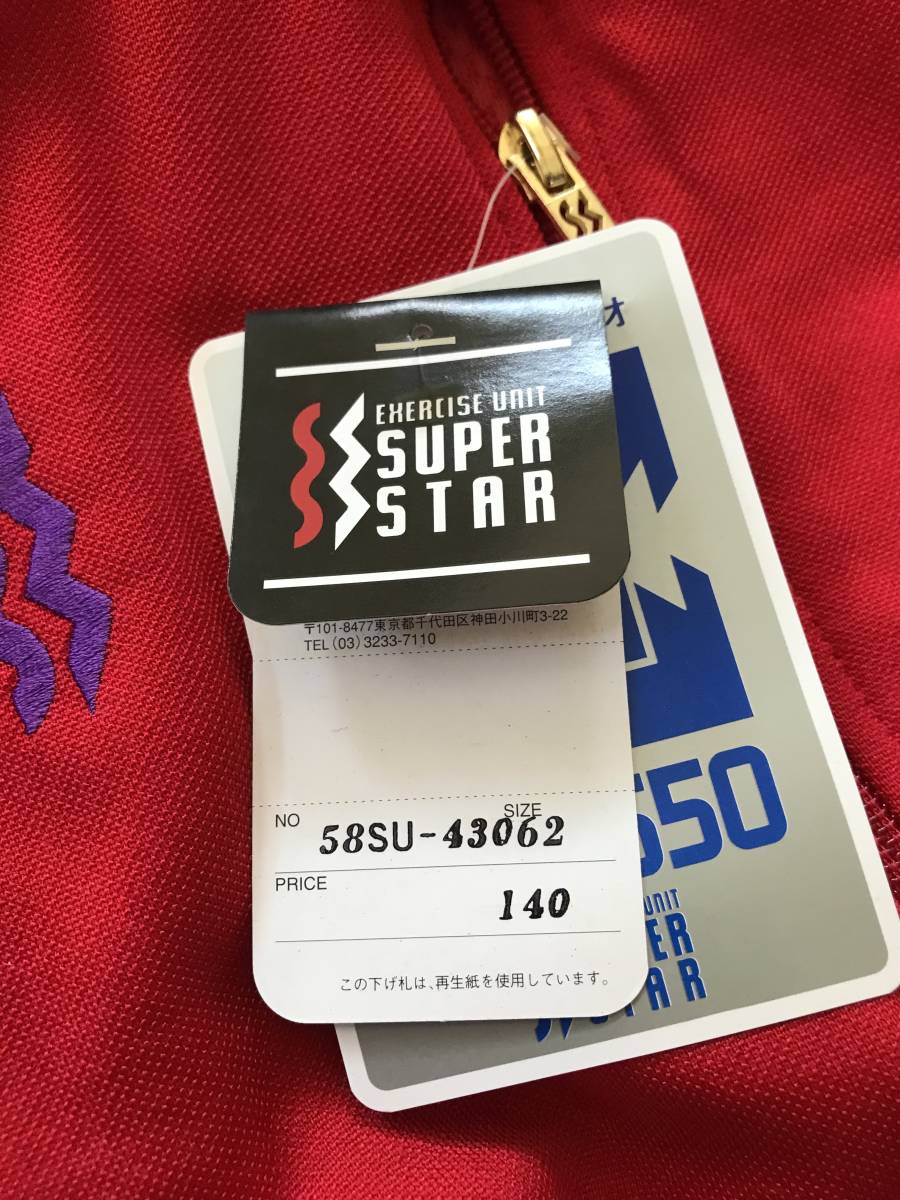 EXERCISE UNIT
SUPER
STAR
〒101-8477東京都千代田区神田小川町3-22
TEL (03) 3233-7110
NO
SIZE
58SU-43062
PRICE
140
この下げ札は、再生紙を使用しています。
オ
550
UNIT
ER
STAR